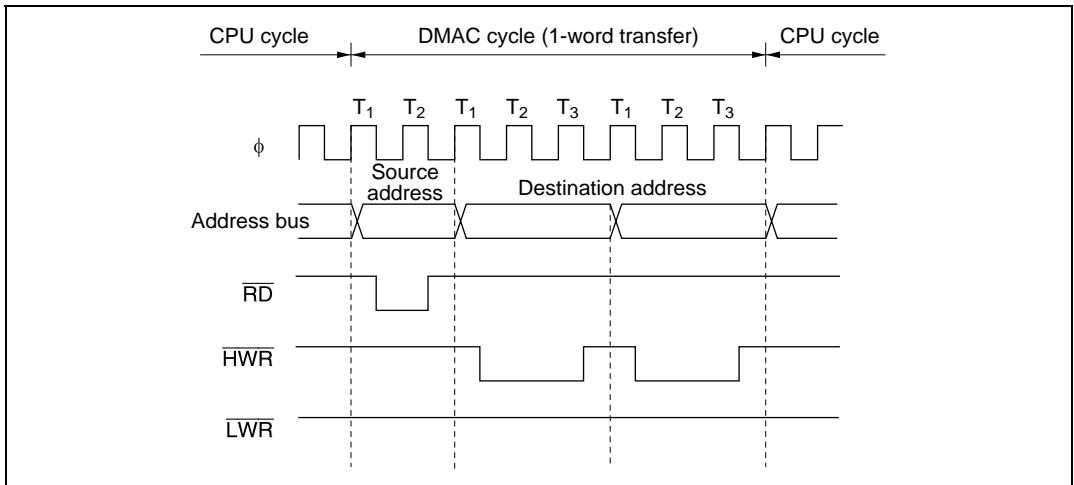 CPU cycle DMAC cycle (1-word transfer) CPU cycle
T1 T2 T1 T2 T3 T1 T2 T3
ϕ
Source
address
Destination address
Address bus
RD
HWR
LWR